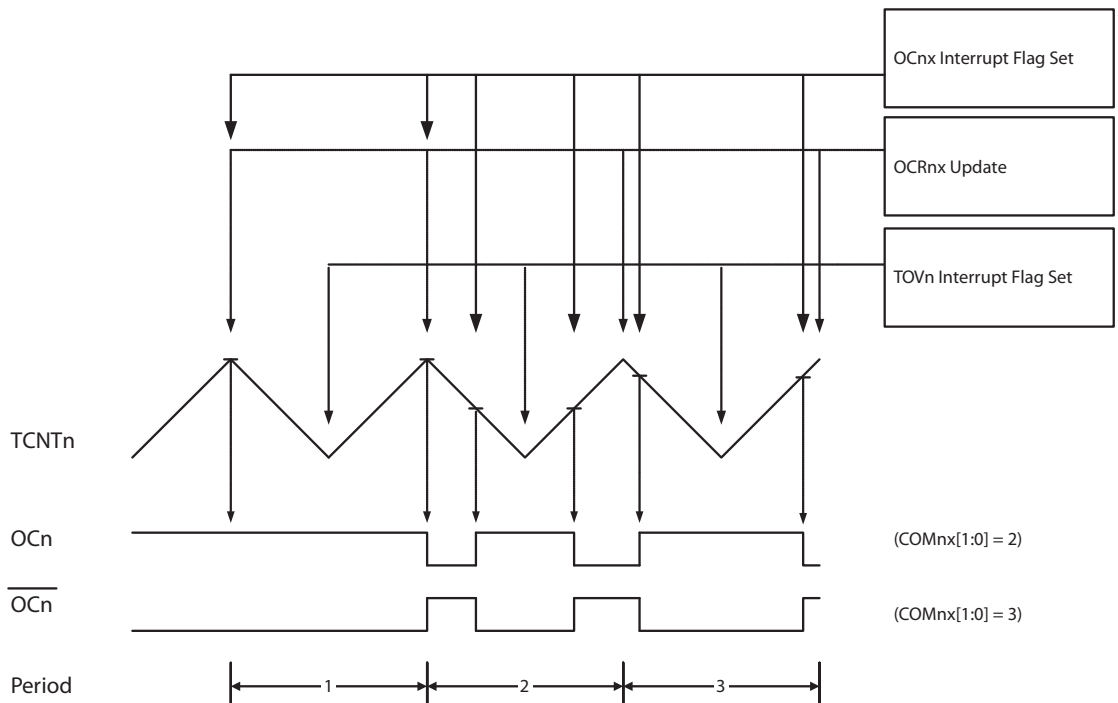 OCnx Interrupt Flag Set
OCRnx Update
TOVn Interrupt Flag Set
TCNTn
OCn
(COMnx[1:0] = 2)
OCn
(COMnx[1:0] = 3)
Period
1
2
3